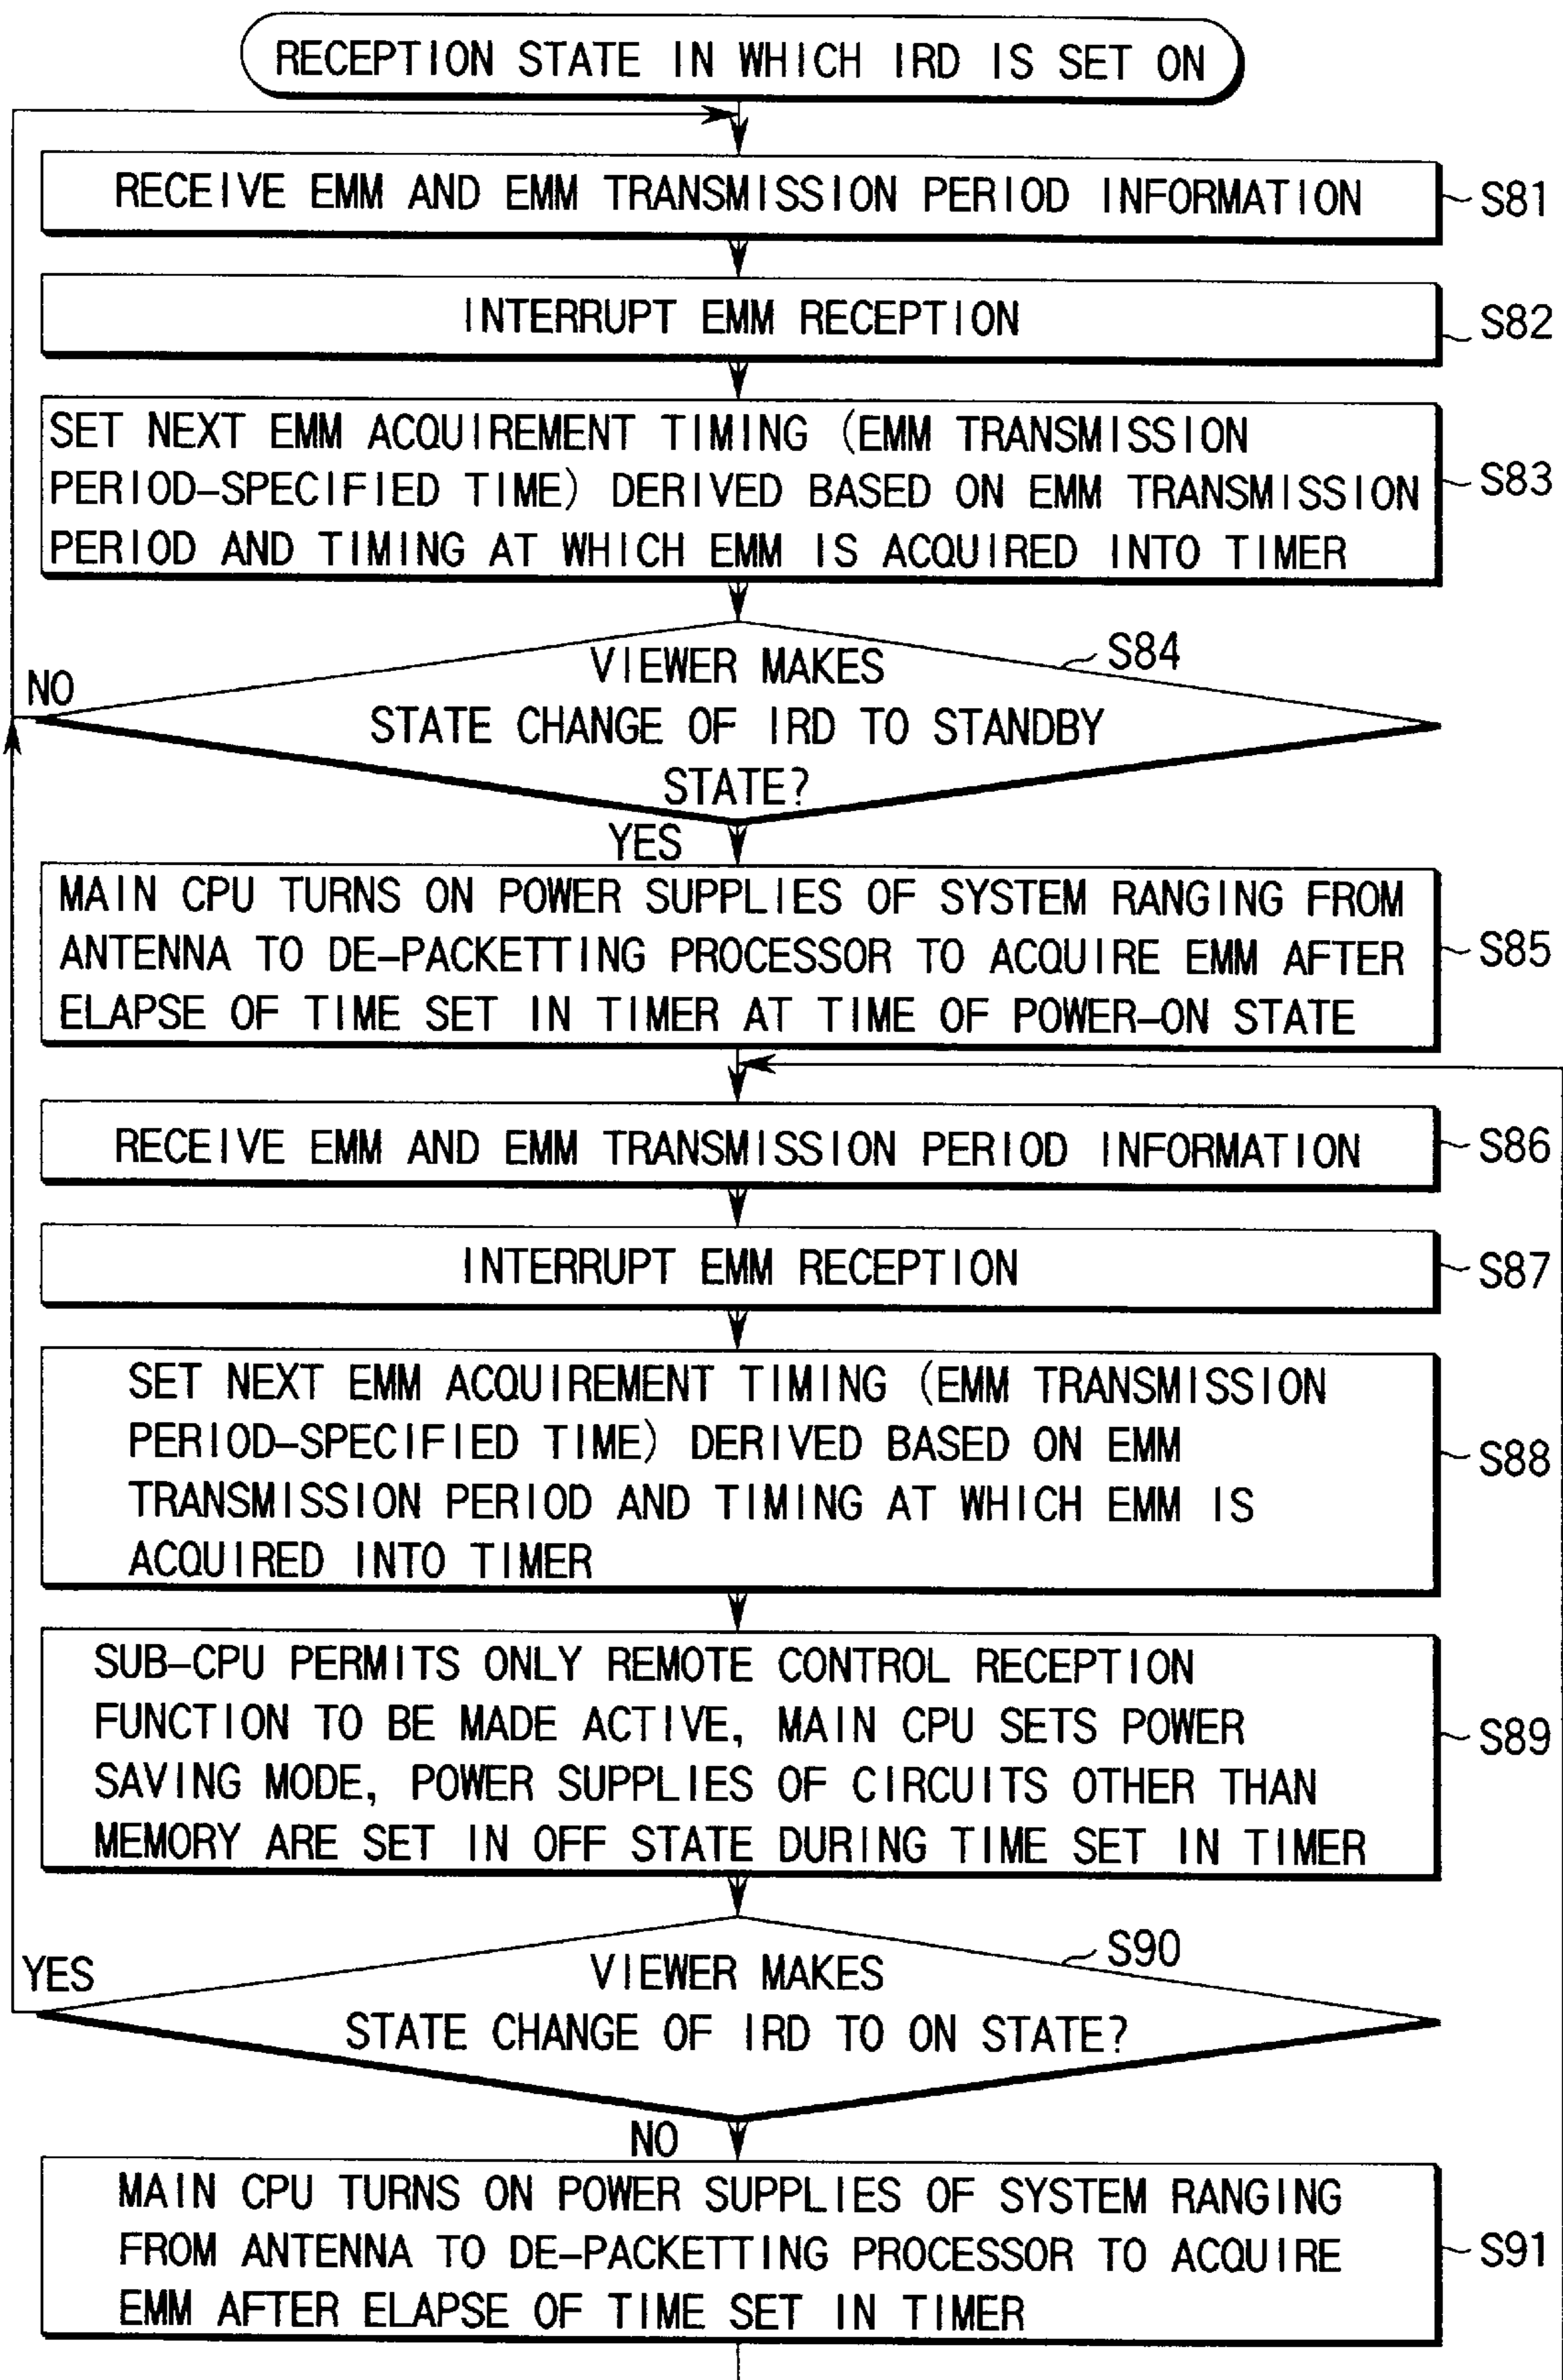 RECEPTION STATE IN WHICH IRD IS SET ON
RECEIVE EMM AND EMM TRANSMISSION PERIOD INFORMATION
S81
INTERRUPT EMM RECEPTION
S82
SET NEXT EMM ACQUIREMENT TIMING (EMM TRANSMISSION
PERIOD-SPECIFIED TIME) DERIVED BASED ON EMM TRANSMISSION
PERIOD AND TIMING AT WHICH EMM IS ACQUIRED INTO TIMER
S83
VIEWER MAKES
STATE CHANGE OF IRD TO STANDBY
STATE?
S84
NO
YES
MAIN CPU TURNS ON POWER SUPPLIES OF SYSTEM RANGING FROM
ANTENNA TO DE-PACKETTING PROCESSOR TO ACQUIRE EMM AFTER
ELAPSE OF TIME SET IN TIMER AT TIME OF POWER-ON STATE
S85
RECEIVE EMM AND EMM TRANSMISSION PERIOD INFORMATION
S86
INTERRUPT EMM RECEPTION
S87
SET NEXT EMM ACQUIREMENT TIMING (EMM TRANSMISSION
PERIOD-SPECIFIED TIME) DERIVED BASED ON EMM
TRANSMISSION PERIOD AND TIMING AT WHICH EMM IS
ACQUIRED INTO TIMER
S88
SUB-CPU PERMITS ONLY REMOTE CONTROL RECEPTION
FUNCTION TO BE MADE ACTIVE, MAIN CPU SETS POWER
SAVING MODE, POWER SUPPLIES OF CIRCUITS OTHER THAN
MEMORY ARE SET IN OFF STATE DURING TIME SET IN TIMER
S89
VIEWER MAKES
STATE CHANGE OF IRD TO ON STATE?
S90
YES
NO
MAIN CPU TURNS ON POWER SUPPLIES OF SYSTEM RANGING
FROM ANTENNA TO DE-PACKETTING PROCESSOR TO ACQUIRE
EMM AFTER ELAPSE OF TIME SET IN TIMER
S91